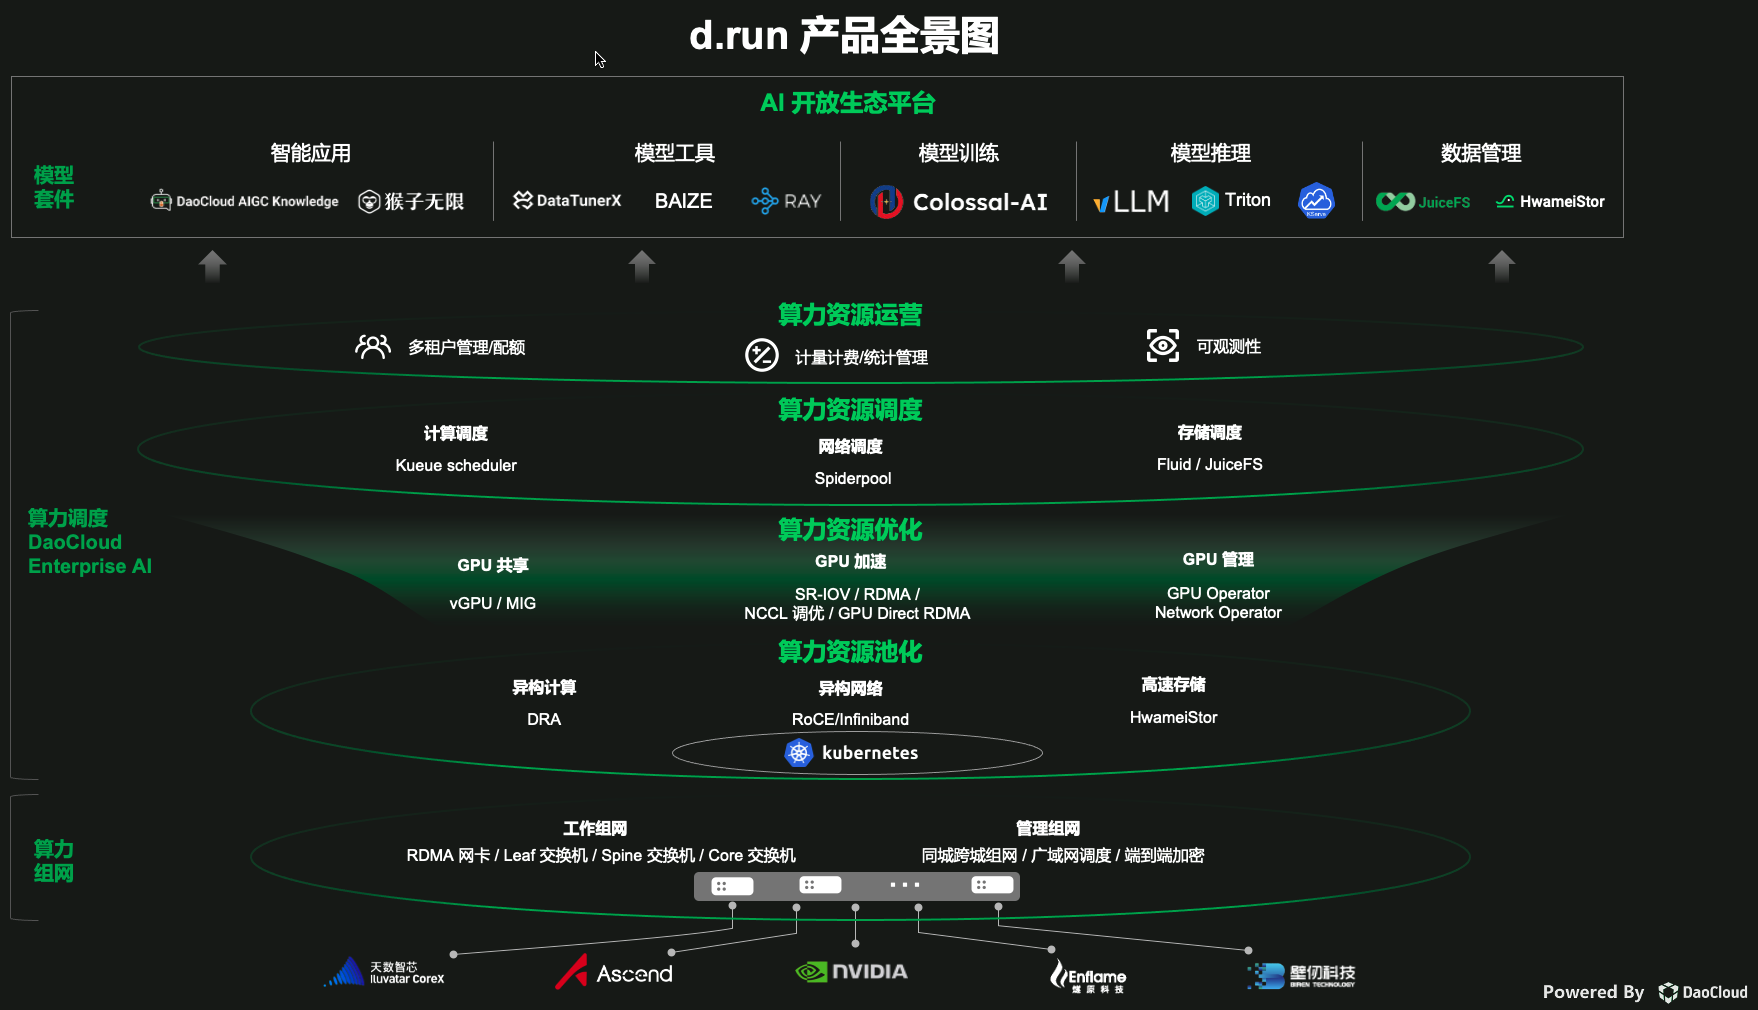 d.run 产品全景图
AI 开放生态平台
模型
套件
智能应用
DaoCloud AIGC Knowledge
猴子无限
模型工具
DataTunerX
BAIZE
RAY
模型训练
Colossal-AI
模型推理
vLLM
Triton
KServe
数据管理
JuiceFS
HwameiStor
算力调度
DaoCloud
Enterprise AI
算力资源运营
多租户管理/配额
计量计费/统计管理
可观测性
算力资源调度
计算调度
Kueue scheduler
网络调度
Spiderpool
存储调度
Fluid / JuiceFS
算力资源优化
GPU 共享
vGPU / MIG
GPU 加速
SR-IOV / RDMA /
NCCL 调优 / GPU Direct RDMA
GPU 管理
GPU Operator
Network Operator
算力资源池化
异构计算
DRA
异构网络
RoCE/Infiniband
高速存储
HwameiStor
kubernetes
算力
组网
工作组网
RDMA 网卡 / Leaf 交换机 / Spine 交换机 / Core 交换机
管理组网
同城跨城组网 / 广域网调度 / 端到端加密
天数智芯
Iluvatar CoreX
Ascend
NVIDIA
Enflame
燧原科技
壁仞科技
BIREN TECHNOLOGY
Powered By DaoCloud